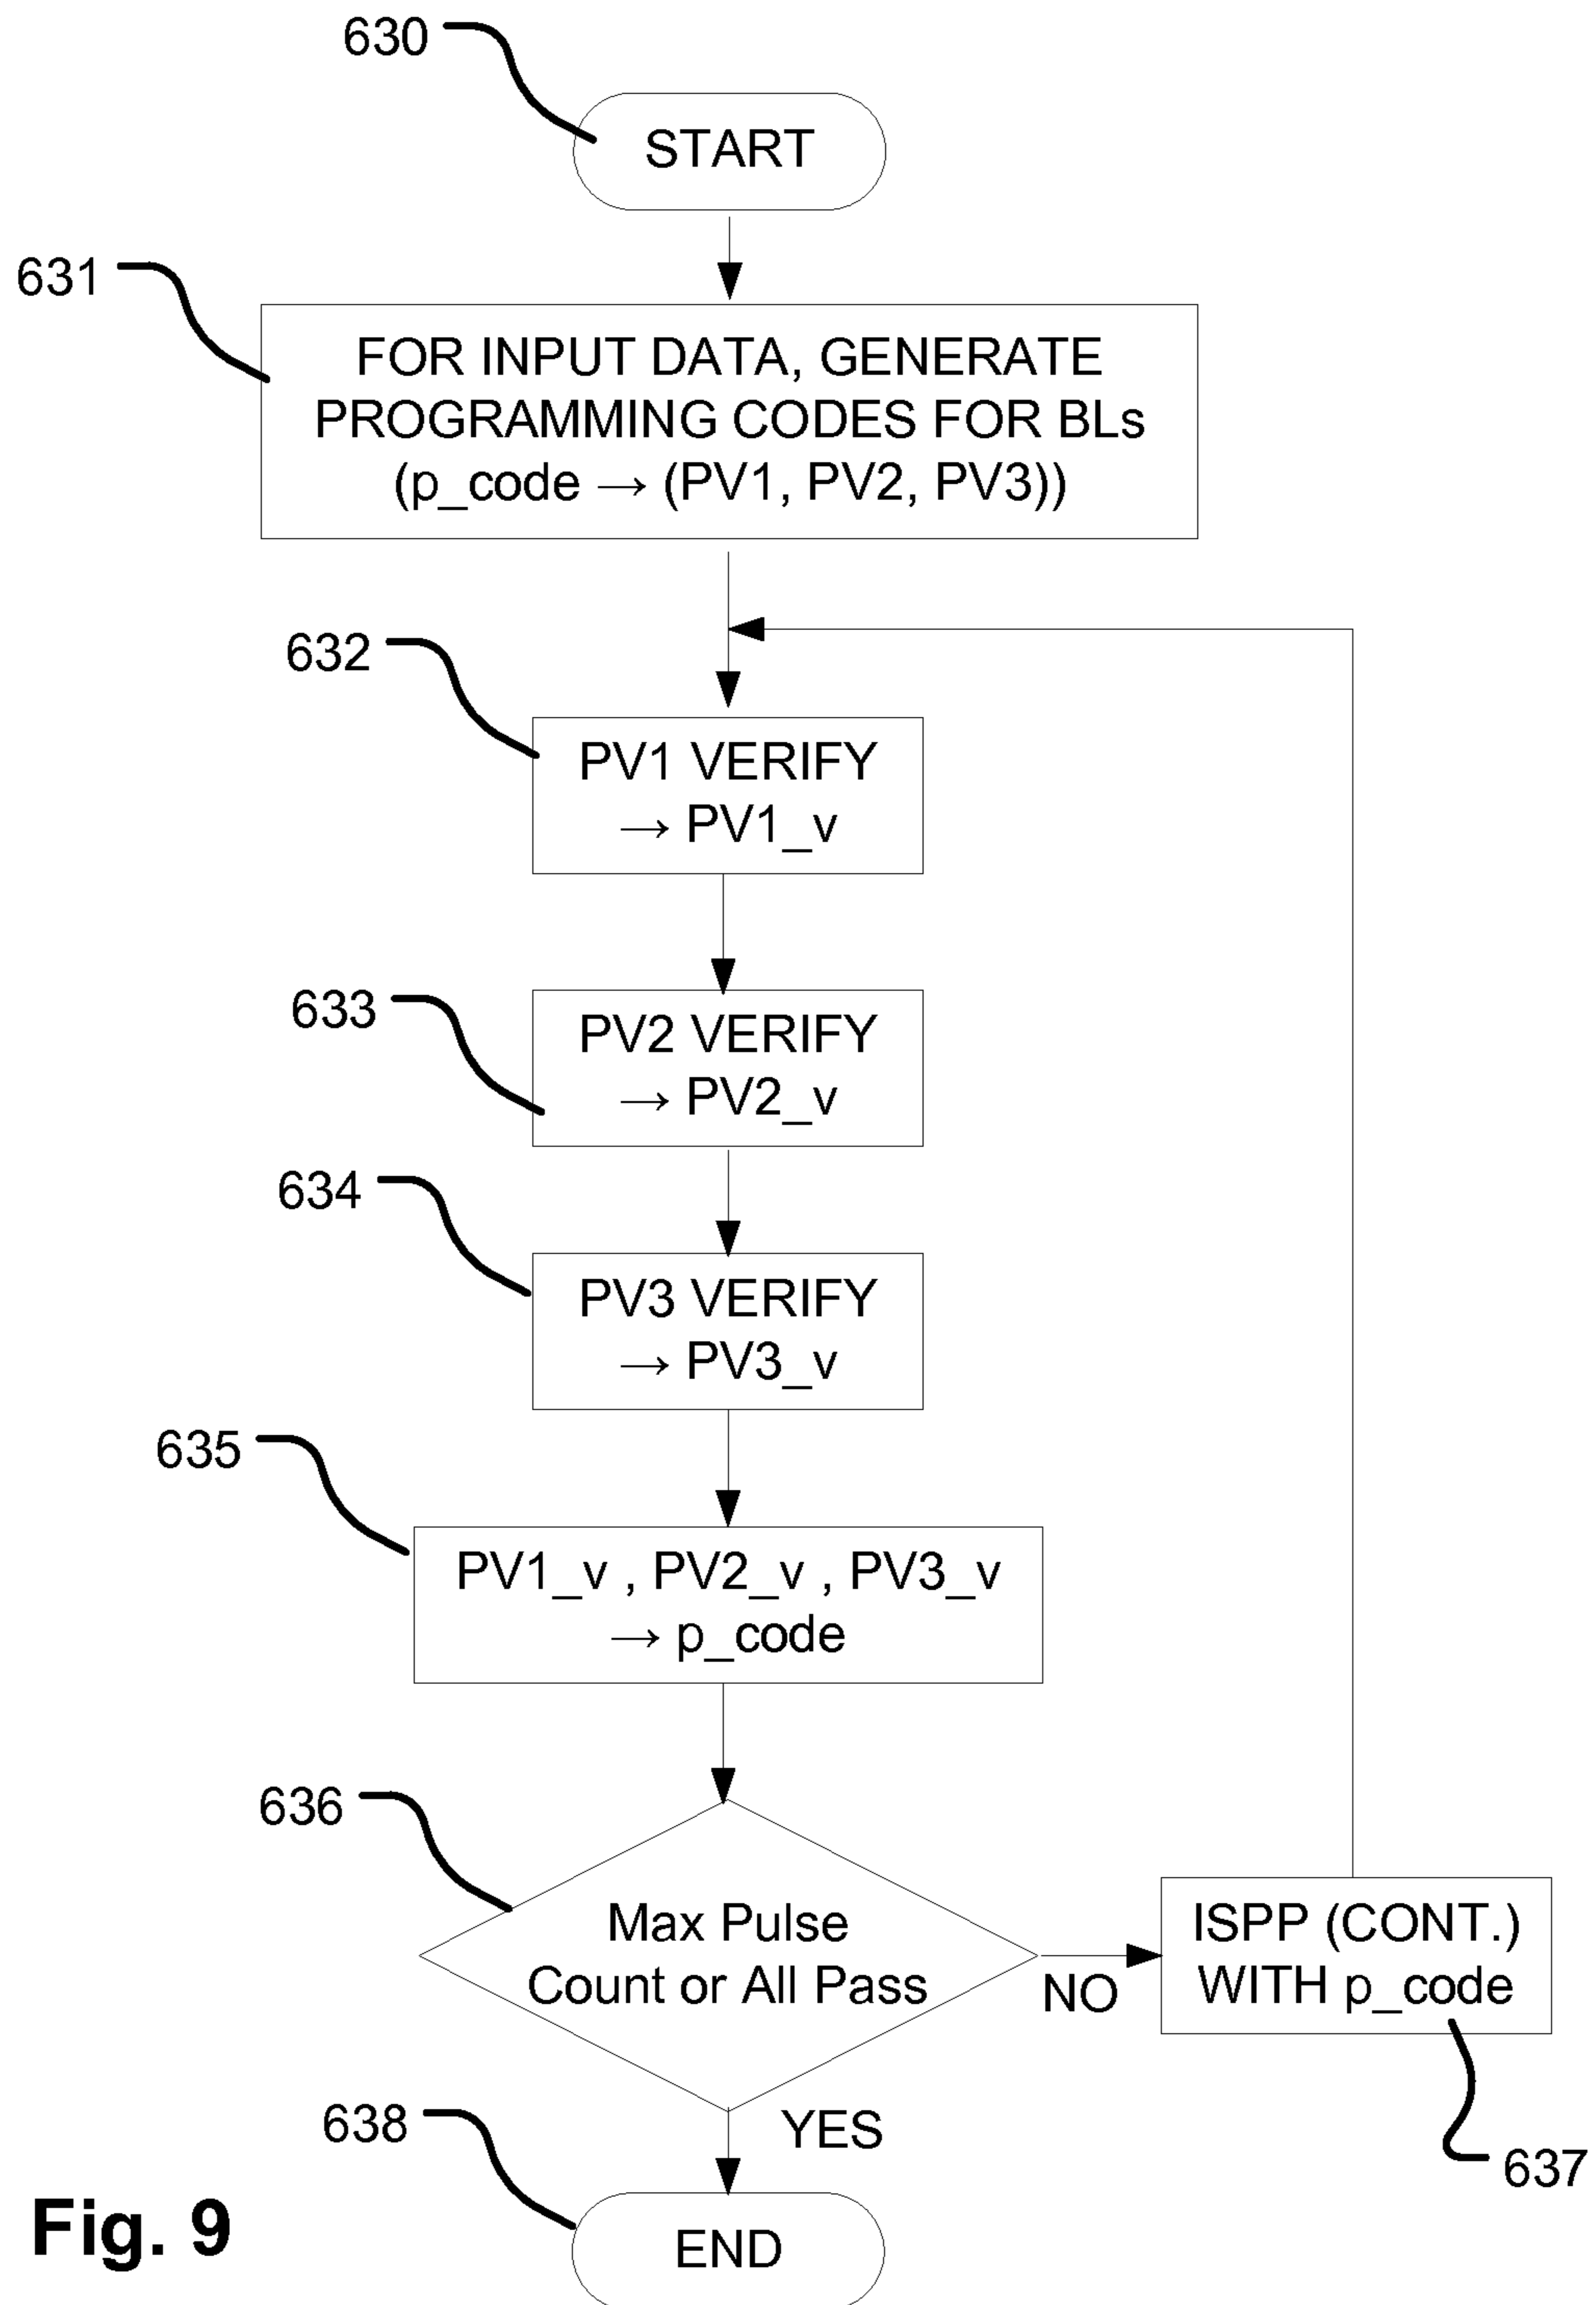 630
START
631
FOR INPUT DATA, GENERATE
PROGRAMMING CODES FOR BLs
(p_code → (PV1, PV2, PV3))
632
PV1 VERIFY
→ PV1_v
633
PV2 VERIFY
→ PV2_v
634
PV3 VERIFY
→ PV3_v
635
PV1_v , PV2_v , PV3_v
→ p_code
636
Max Pulse
Count or All Pass
NO
ISPP (CONT.)
WITH p_code
637
YES
638
END
Fig. 9